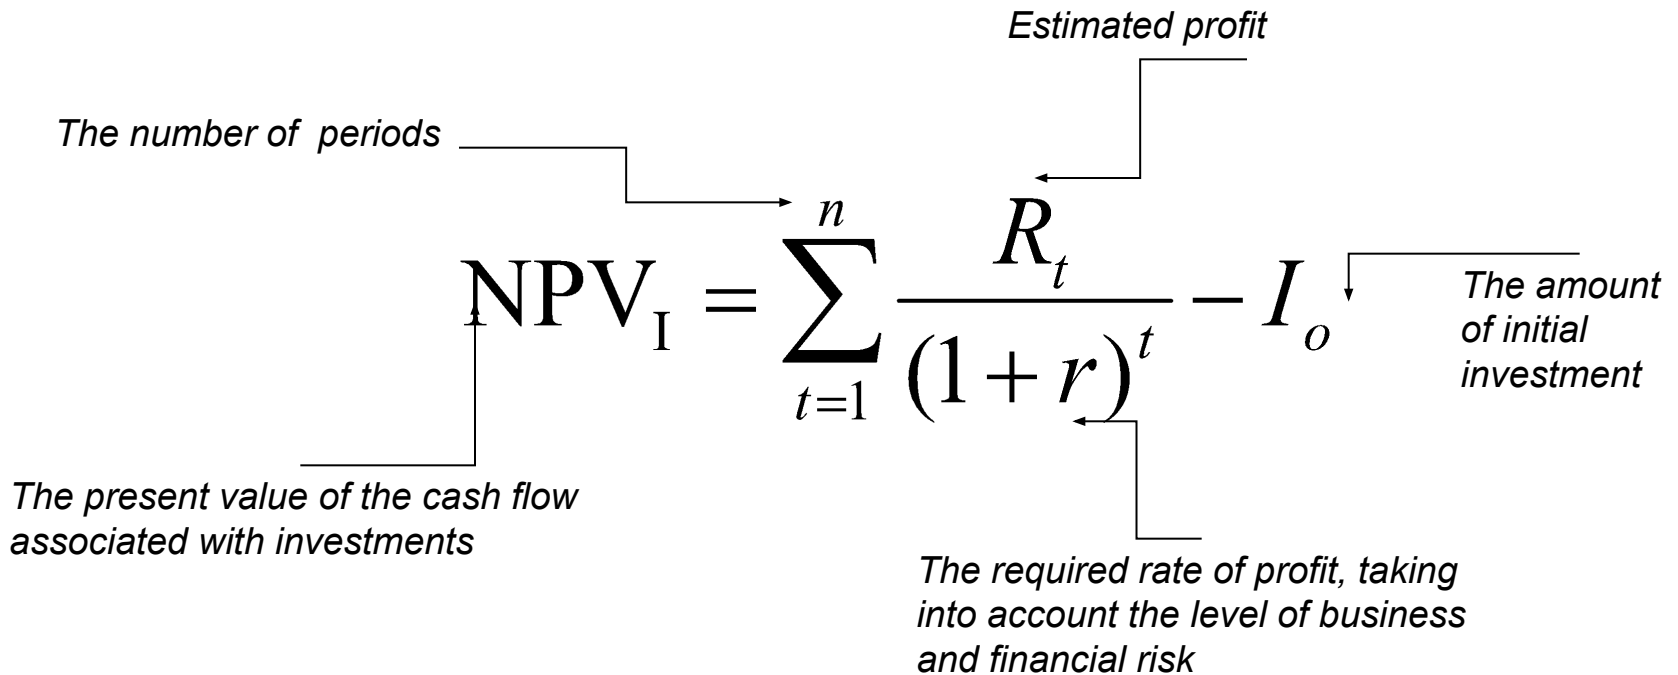 Estimated profit
The number of  periods
NPV_I = \sum_{t=1}^{n} \frac{R_t}{(1+r)^t} - I_o
The amount
of initial
investment
The present value of the cash flow
associated with investments
The required rate of profit, taking
into account the level of business
and financial risk